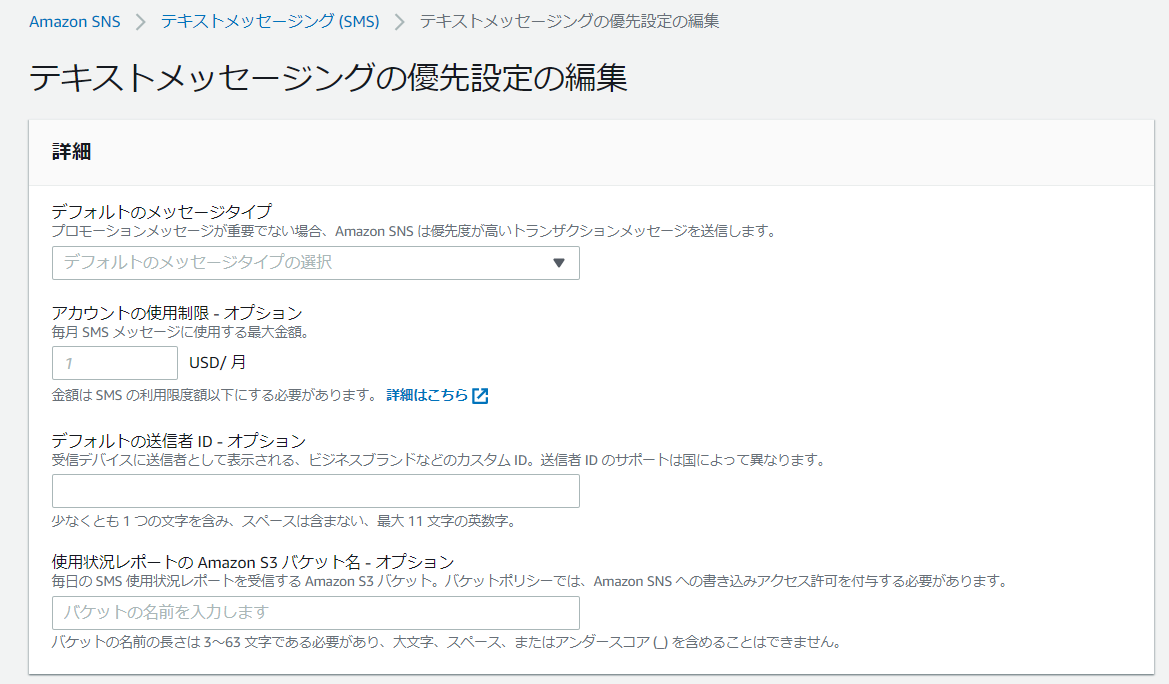 Amazon SNS > テキストメッセージング (SMS) > テキストメッセージングの優先設定の編集
テキストメッセージングの優先設定の編集
詳細
デフォルトのメッセージタイプ
プロモーションメッセージが重要でない場合、Amazon SNS は優先度が高いトランザクションメッセージを送信します。
デフォルトのメッセージタイプの選択
アカウントの使用制限 - オプション
毎月 SMS メッセージに使用する最大金額。
1 USD/ 月
金額は SMS の利用限度額以下にする必要があります。 詳細はこちら
デフォルトの送信者 ID - オプション
受信デバイスに送信者として表示される、ビジネスブランドなどのカスタム ID。送信者 ID のサポートは国によって異なります。
少なくとも 1 つの文字を含み、スペースは含まない、最大 11 文字の英数字。
使用状況レポートの Amazon S3 バケット名 - オプション
毎日の SMS 使用状況レポートを受信する Amazon S3 バケット。バケットポリシーでは、Amazon SNS への書き込みアクセス許可を付与する必要があります。
バケットの名前を入力します
バケットの名前の長さは 3～63 文字である必要があり、大文字、スペース、またはアンダースコア (_) を含めることはできません。